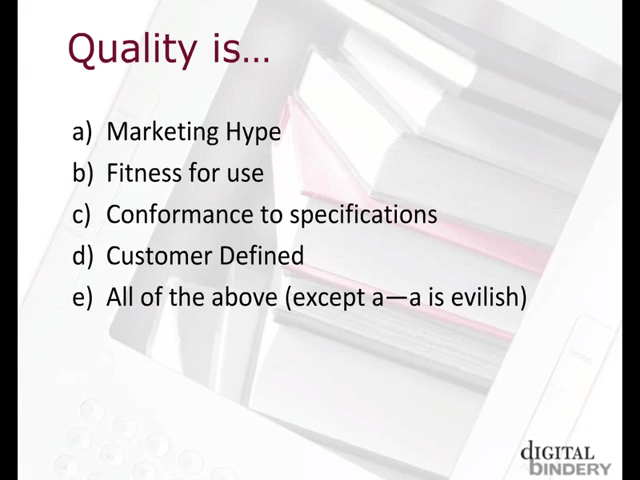 Quality is...
a) Marketing Hype
b) Fitness for use
c) Conformance to specifications
d) Customer Defined
e) All of the above (except a—a is evilish)
dIGITAL
bINDERY